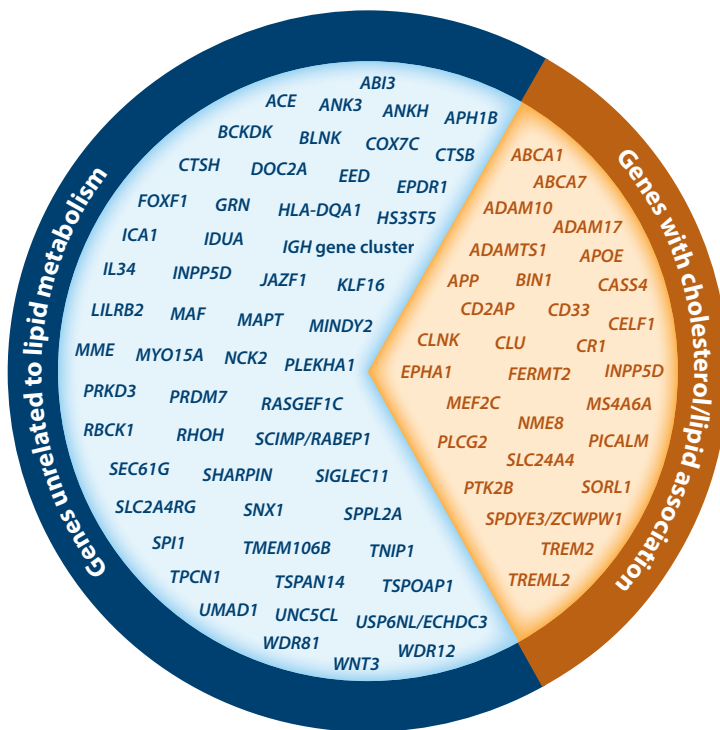 Genes unrelated to lipid metabolism
ABI3
ACE
ANK3
ANKH
APH1B
BCKDK
BLNK
COX7C
CTSB
CTSH
DOC2A
EED
EPDR1
FOXF1
GRN
HLA-DQA1
HS3ST5
ICA1
IDUA
IGH gene cluster
IL34
INPP5D
JAZF1
KLF16
LILRB2
MAF
MAPT
MINDY2
MME
MYO15A
NCK2
PLEKHA1
PRKD3
PRDM7
RASGEF1C
RBCK1
RHOH
SCIMP/RABEP1
SEC61G
SHARPIN
SIGLEC11
SLC2A4RG
SNX1
SPPL2A
SPI1
TMEM106B
TNIP1
TPCN1
TSPAN14
TSPOAP1
UMAD1
UNC5CL
USP6NL/ECHDC3
WDR81
WDR12
WNT3
Genes with cholesterol/lipid association
ABCA1
ABCA7
ADAM10
ADAM17
ADAMTS1
APOE
APP
BIN1
CASS4
CD2AP
CD33
CELF1
CLNK
CLU
CR1
EPHA1
FERMT2
INPP5D
MEF2C
MS4A6A
NME8
PLCG2
PICALM
SLC24A4
PTK2B
SORL1
SPDYE3/ZCWPW1
TREM2
TREML2